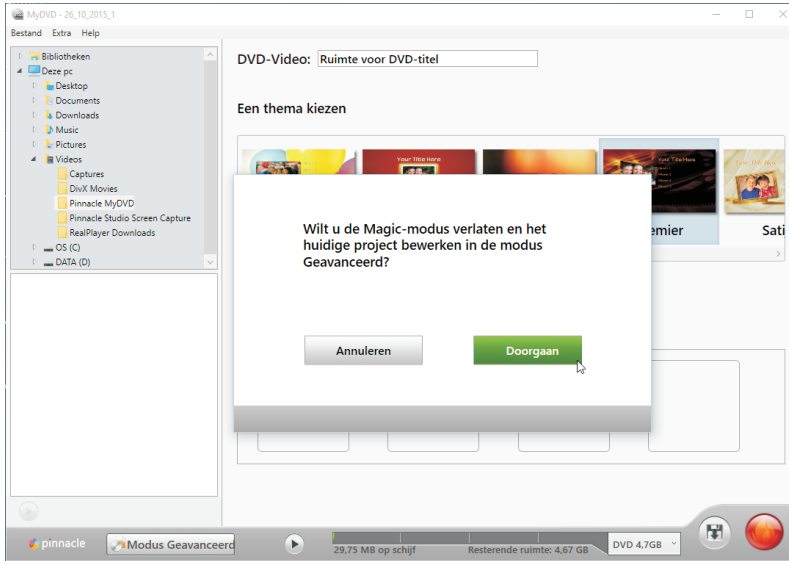 MyDVD - 26_10_2015_1
Bestand Extra Help
Bibliotheken
Deze pc
Desktop
Documents
Downloads
Music
Pictures
Videos
Captures
DivX Movies
Pinnacle MyDVD
Pinnacle Studio Screen Capture
RealPlayer Downloads
OS (C)
DATA (D)
DVD-Video: Ruimte voor DVD-titel
Een thema kiezen
Your Title Here
Your Title Here
Your Title Here
emier
Sati
Wilt u de Magic-modus verlaten en het
huidige project bewerken in de modus
Geavanceerd?
Annuleren
Doorgaan
pinnacle
Modus Geavanceerd
29,75 MB op schijf
Resterende ruimte: 4,67 GB
DVD 4,7GB